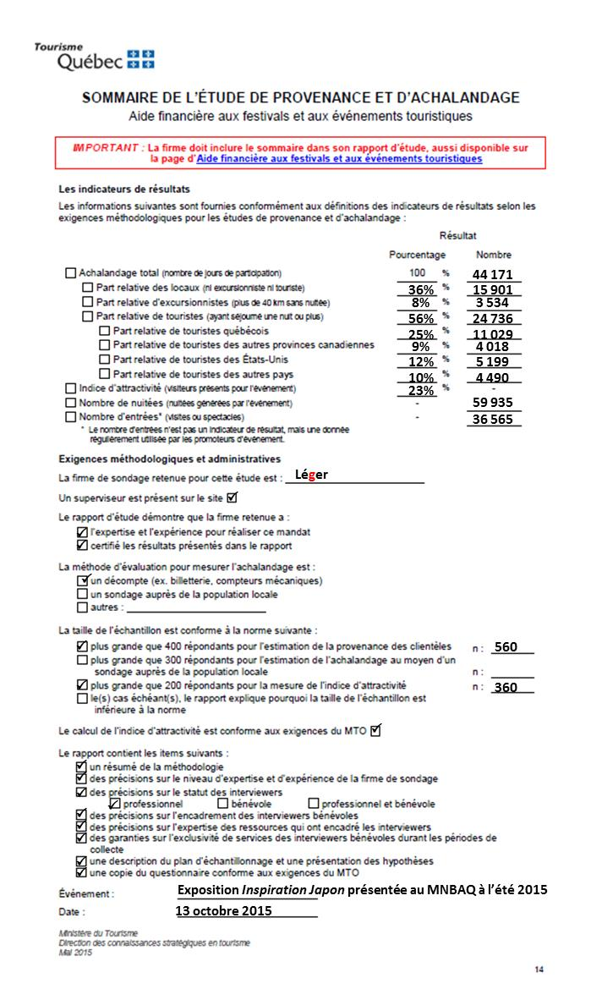 Tourisme
Québec
SOMMAIRE DE L'ÉTUDE DE PROVENANCE ET D'ACHALANDAGE
Aide financière aux festivals et aux événements touristiques
IMPORTANT : La firme doit inclure le sommaire dans son rapport d'étude, aussi disponible sur
la page d'Aide financière aux festivals et aux événements touristiques
Les indicateurs de résultats
Les informations suivantes sont fournies conformément aux définitions des indicateurs de résultats selon les
exigences méthodologiques pour les études de provenance et d'achalandage :
Résultat
Pourcentage Nombre
Achalandage total (nombre de jours de participation) 100 % 44 171
Part relative des locaux (ni excursionniste ni touriste) 36% % 15 901
Part relative d'excursionnistes (plus de 40 km sans nuitée) 8% % 3 534
Part relative de touristes (ayant séjourné une nuit ou plus) 56% % 24 736
Part relative de touristes québécois 25% % 11 029
Part relative de touristes des autres provinces canadiennes 9% % 4 018
Part relative de touristes des États-Unis 12% % 5 199
Part relative de touristes des autres pays 10% % 4 490
Indice d'attractivité (visiteurs présents pour l'événement) 23% % -
Nombre de nuitées (nuitées générées par l'événement) - 59 935
Nombre d'entrées* (visites ou spectacles) - 36 565
* Le nombre d'entrées n'est pas un indicateur de résultat, mais une donnée
régulièrement utilisée par les promoteurs d'événement.
Exigences méthodologiques et administratives
La firme de sondage retenue pour cette étude est : Léger
Un superviseur est présent sur le site
Le rapport d'étude démontre que la firme retenue a :
l'expertise et l'expérience pour réaliser ce mandat
certifié les résultats présentés dans le rapport
La méthode d'évaluation pour mesurer l'achalandage est :
un décompte (ex. billetterie, compteurs mécaniques)
un sondage auprès de la population locale
autres :
La taille de l'échantillon est conforme à la norme suivante :
plus grande que 400 répondants pour l'estimation de la provenance des clientèles n : 560
plus grande que 300 répondants pour l'estimation de l'achalandage au moyen d'un
sondage auprès de la population locale n :
plus grande que 200 répondants pour la mesure de l'indice d'attractivité n : 360
le(s) cas échéant(s), le rapport explique pourquoi la taille de l'échantillon est
inférieure à la norme
Le calcul de l'indice d'attractivité est conforme aux exigences du MTO
Le rapport contient les items suivants :
un résumé de la méthodologie
des précisions sur le niveau d'expertise et d'expérience de la firme de sondage
des précisions sur le statut des interviewers
professionnel bénévole professionnel et bénévole
des précisions sur l'encadrement des interviewers bénévoles
des précisions sur l'expertise des ressources qui ont encadré les interviewers
des garanties sur l'exclusivité de services des interviewers bénévoles durant les périodes de
collecte
une description du plan d'échantillonnage et une présentation des hypothèses
une copie du questionnaire conforme aux exigences du MTO
Événement : Exposition Inspiration Japon présentée au MNBAQ à l'été 2015
Date : 13 octobre 2015
Ministère du Tourisme
Direction des connaissances stratégiques en tourisme
Mai 2015
14